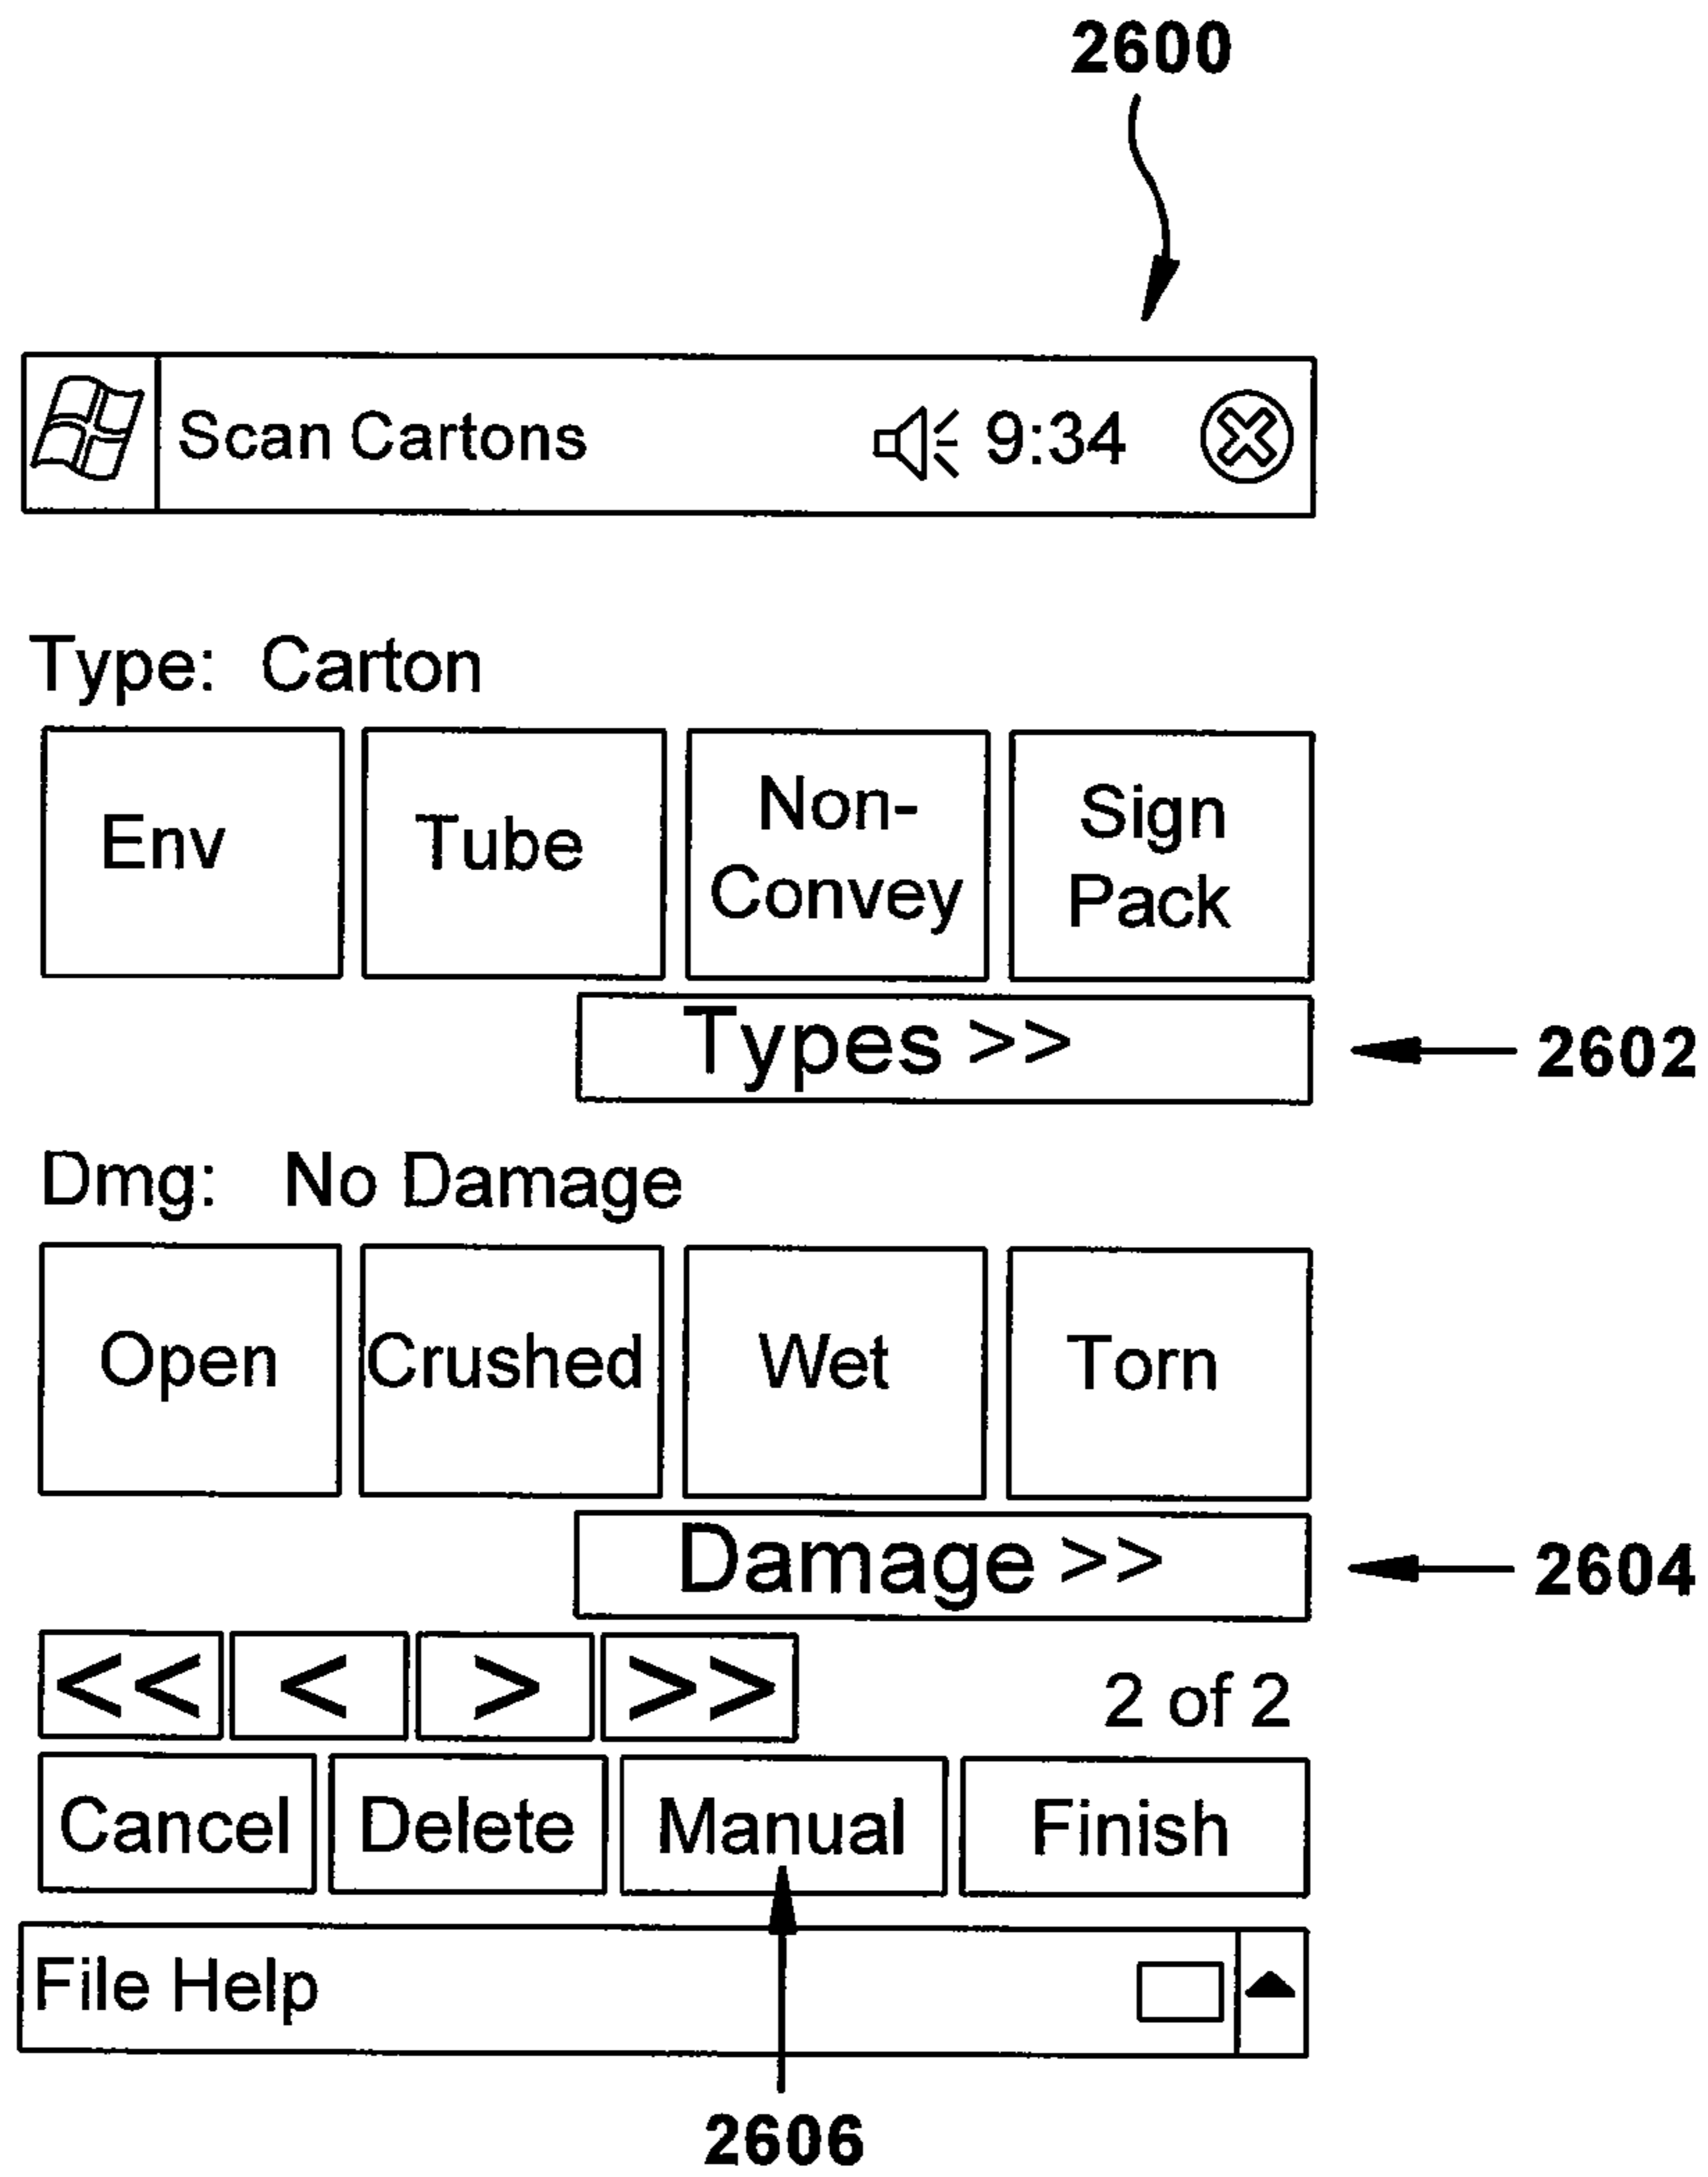 2600
Scan Cartons 9:34
Type: Carton
Env Tube Non-Convey Sign Pack
Types >> 2602
Dmg: No Damage
Open Crushed Wet Torn
Damage >> 2604
<< < > >> 2 of 2
Cancel Delete Manual Finish
File Help
2606